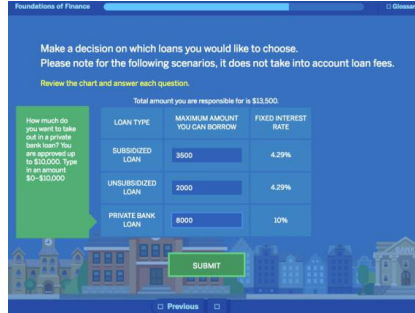 Foundations of Finance
Glossar
Make a decision on which loans you would like to choose.
Please note for the following scenarios, it does not take into account loan fees.
Review the chart and answer each question.
Total amount you are responsible for is $13,500.
How much do
you want to take
out in a private
bank loan? You
are approved up
to $10,000. Type
in an amount
$0-$10,000
LOAN TYPE
MAXIMUM AMOUNT
YOU CAN BORROW
FIXED INTEREST
RATE
SUBSIDIZED
LOAN
3500
4.29%
UNSUBSIDIZED
LOAN
2000
4.29%
PRIVATE BANK
LOAN
8000
10%
SUBMIT
Previous